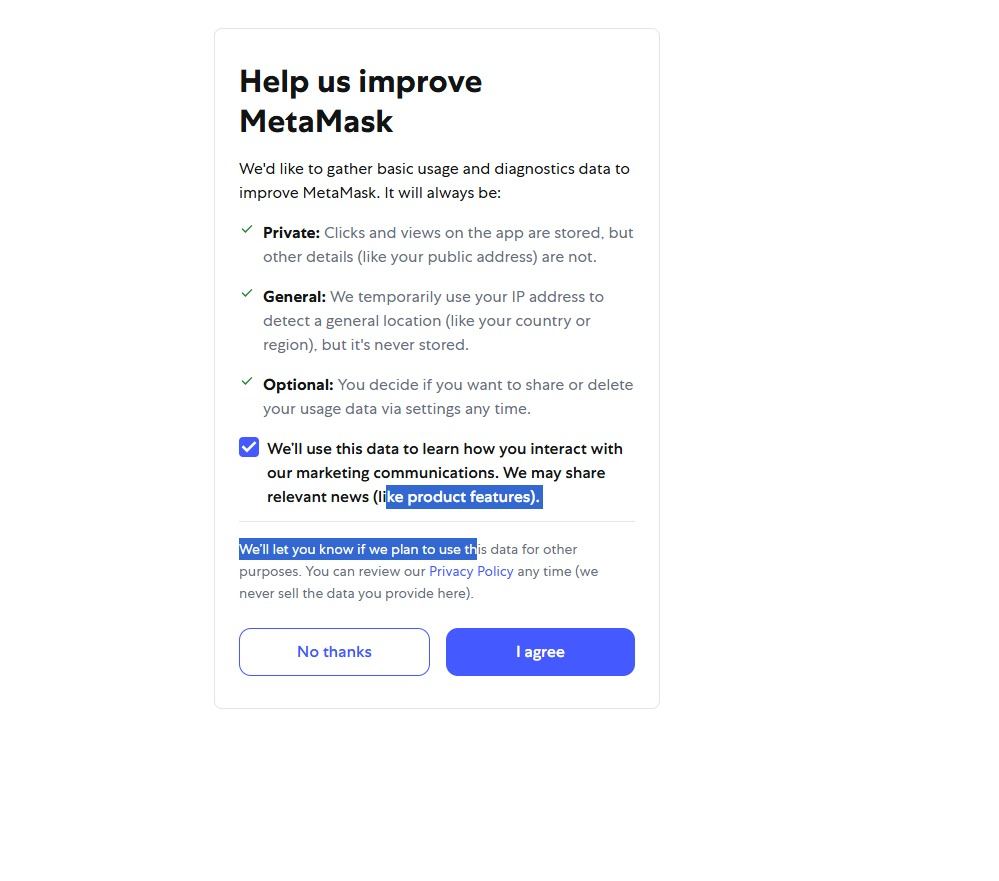 Help us improve
MetaMask
We'd like to gather basic usage and diagnostics data to
improve MetaMask. It will always be:
Private: Clicks and views on the app are stored, but
other details (like your public address) are not.
General: We temporarily use your IP address to
detect a general location (like your country or
region), but it's never stored.
Optional: You decide if you want to share or delete
your usage data via settings any time.
We’ll use this data to learn how you interact with
our marketing communications. We may share
relevant news (like product features).
We’ll let you know if we plan to use this data for other
purposes. You can review our Privacy Policy any time (we
never sell the data you provide here).
No thanks
I agree